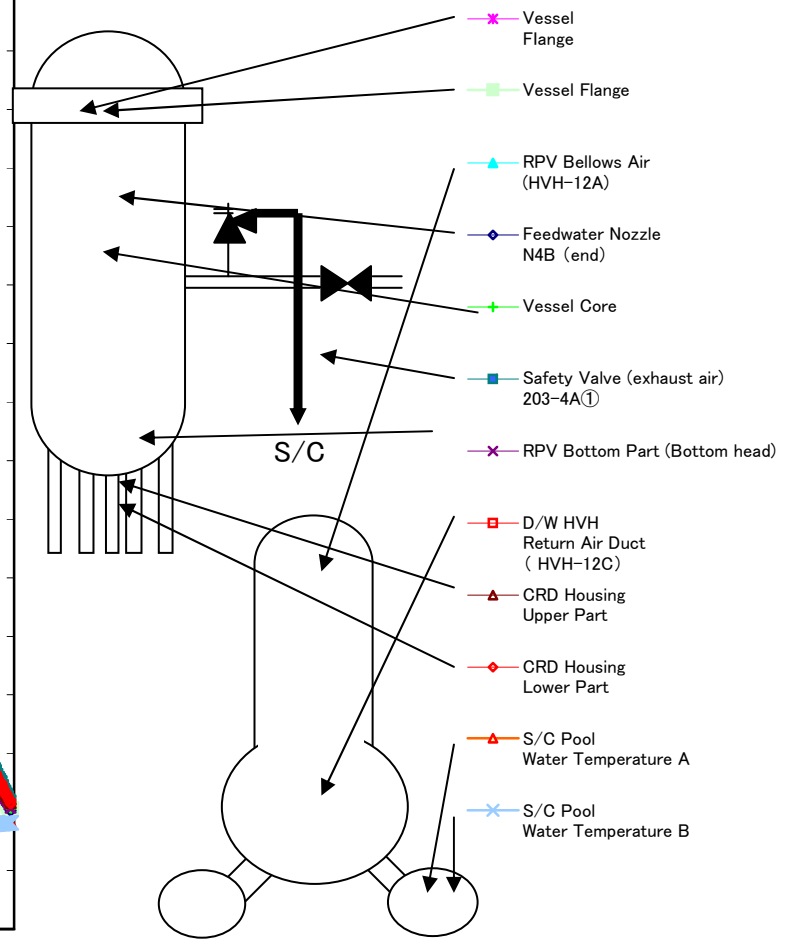 Vessel
Flange
Vessel Flange
RPV Bellows Air
(HVH-12A)
Feedwater Nozzle
N4B (end)
Vessel Core
Safety Valve (exhaust air)
203-4A①
S/C
RPV Bottom Part (Bottom head)
D/W HVH
Return Air Duct
( HVH-12C)
CRD Housing
Upper Part
CRD Housing
Lower Part
S/C Pool
Water Temperature A
S/C Pool
Water Temperature B